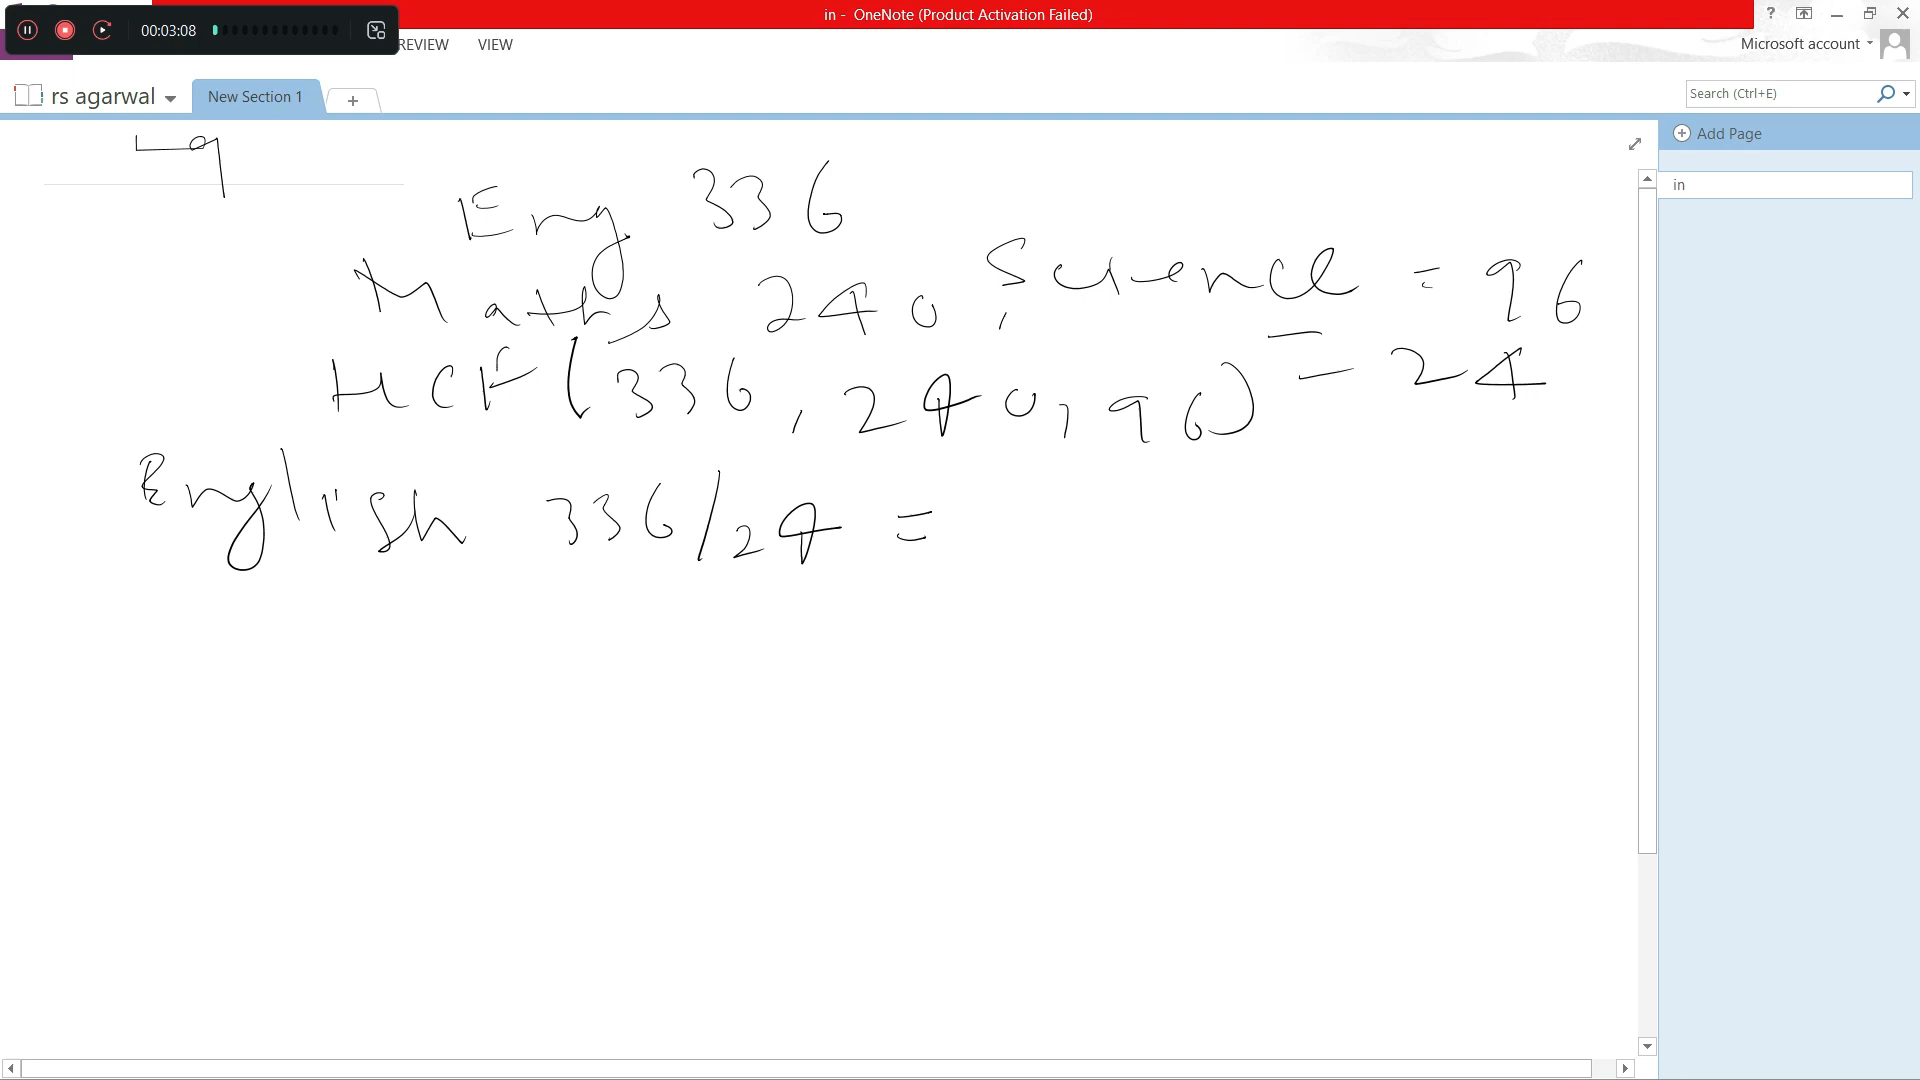 in - OneNote (Product Activation Failed)
00:03:08
REVIEW VIEW
Microsoft account
rs agarwal
New Section 1
Search (Ctrl+E)
Add Page
in
Eng 336
Maths 240, Science = 96
HCF(336, 240, 96) = 24
English 336/24 =